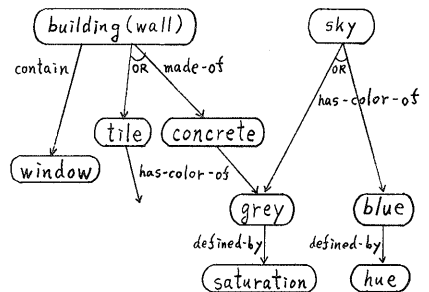 building(wall)
sky
contain
OR
made-of
OR
has-color-of
tile
concrete
window
has-color-of
grey
blue
defined-by
defined-by
saturation
hue